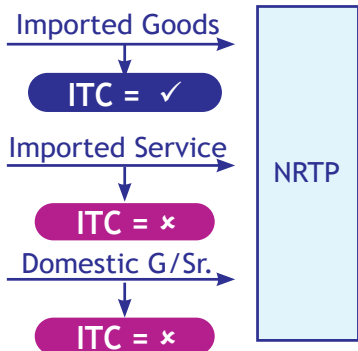 Imported Goods
ITC = ✓
Imported Service
NRTP
ITC = ×
Domestic G/Sr.
ITC = ×